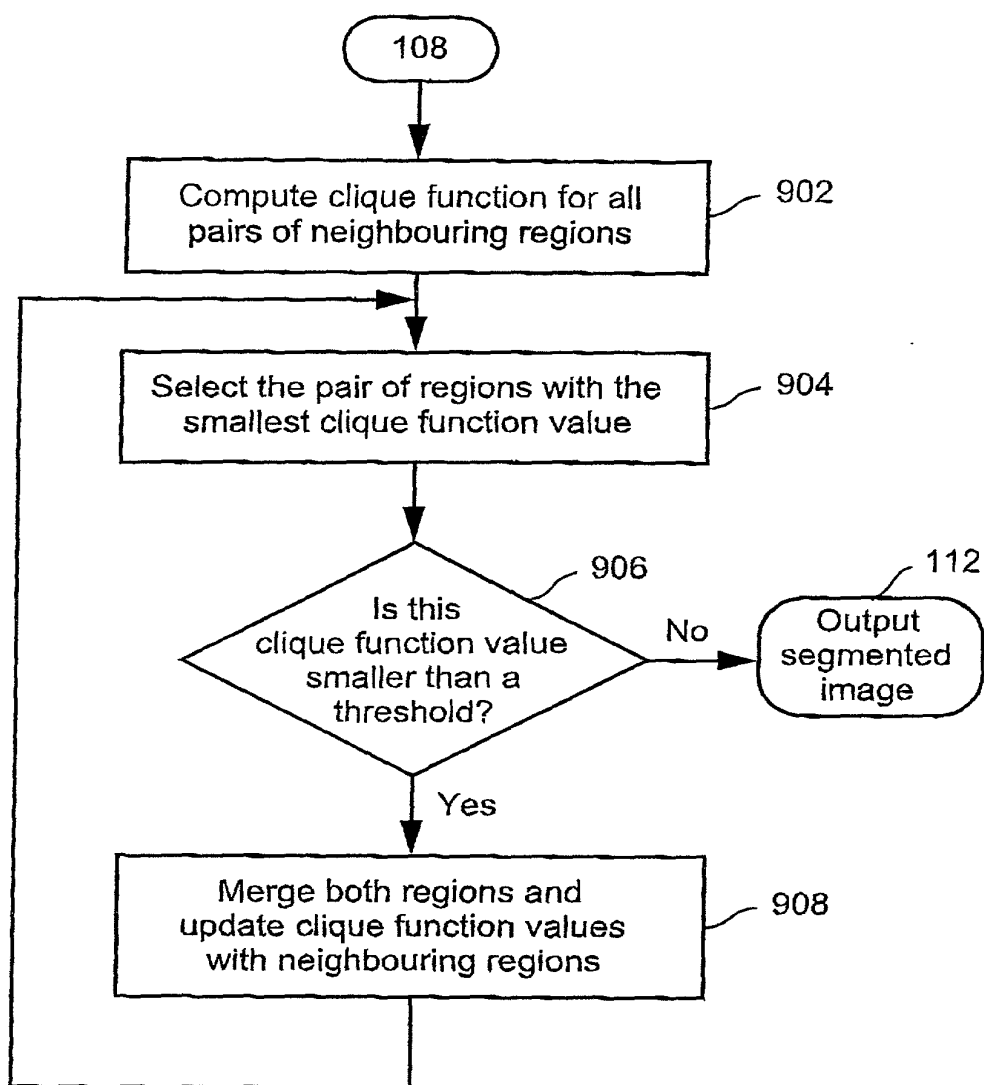 108
Compute clique function for all
pairs of neighbouring regions
902
Select the pair of regions with the
smallest clique function value
904
906
Is this
clique function value
smaller than a
threshold?
No
112
Output
segmented
image
Yes
Merge both regions and
update clique function values
with neighbouring regions
908